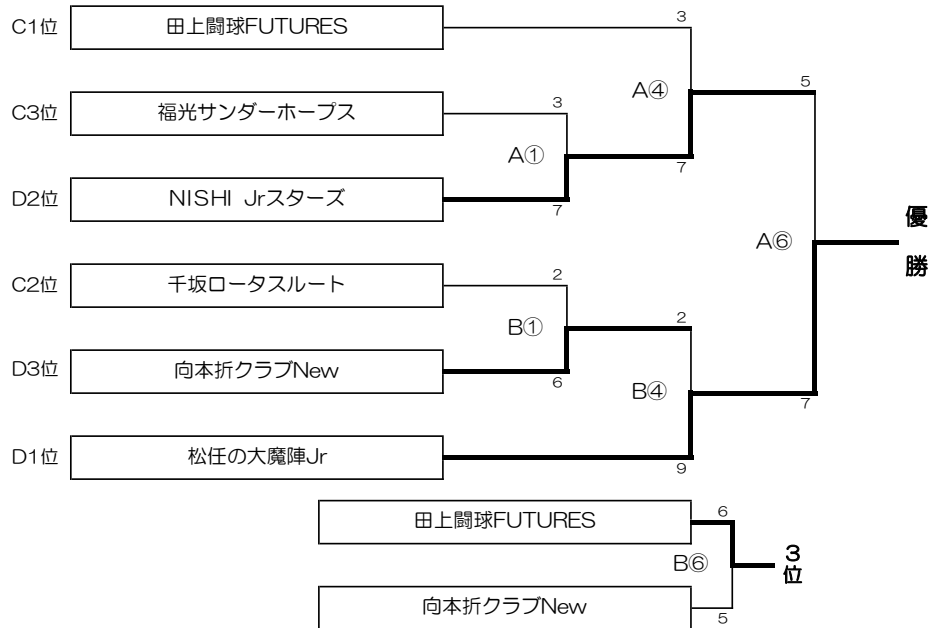 C1位 田上闘球FUTURES 3
A④ 5
C3位 福光サンダーホープス 3
A① 7
D2位 NISHI Jrスターズ 7
A⑥ 優勝
C2位 千坂ロータスルート 2
B① 2
D3位 向本折クラブNew 6
B④ 7
D1位 松任の大魔陣Jr 9
田上闘球FUTURES 6
B⑥ 3位
向本折クラブNew 5